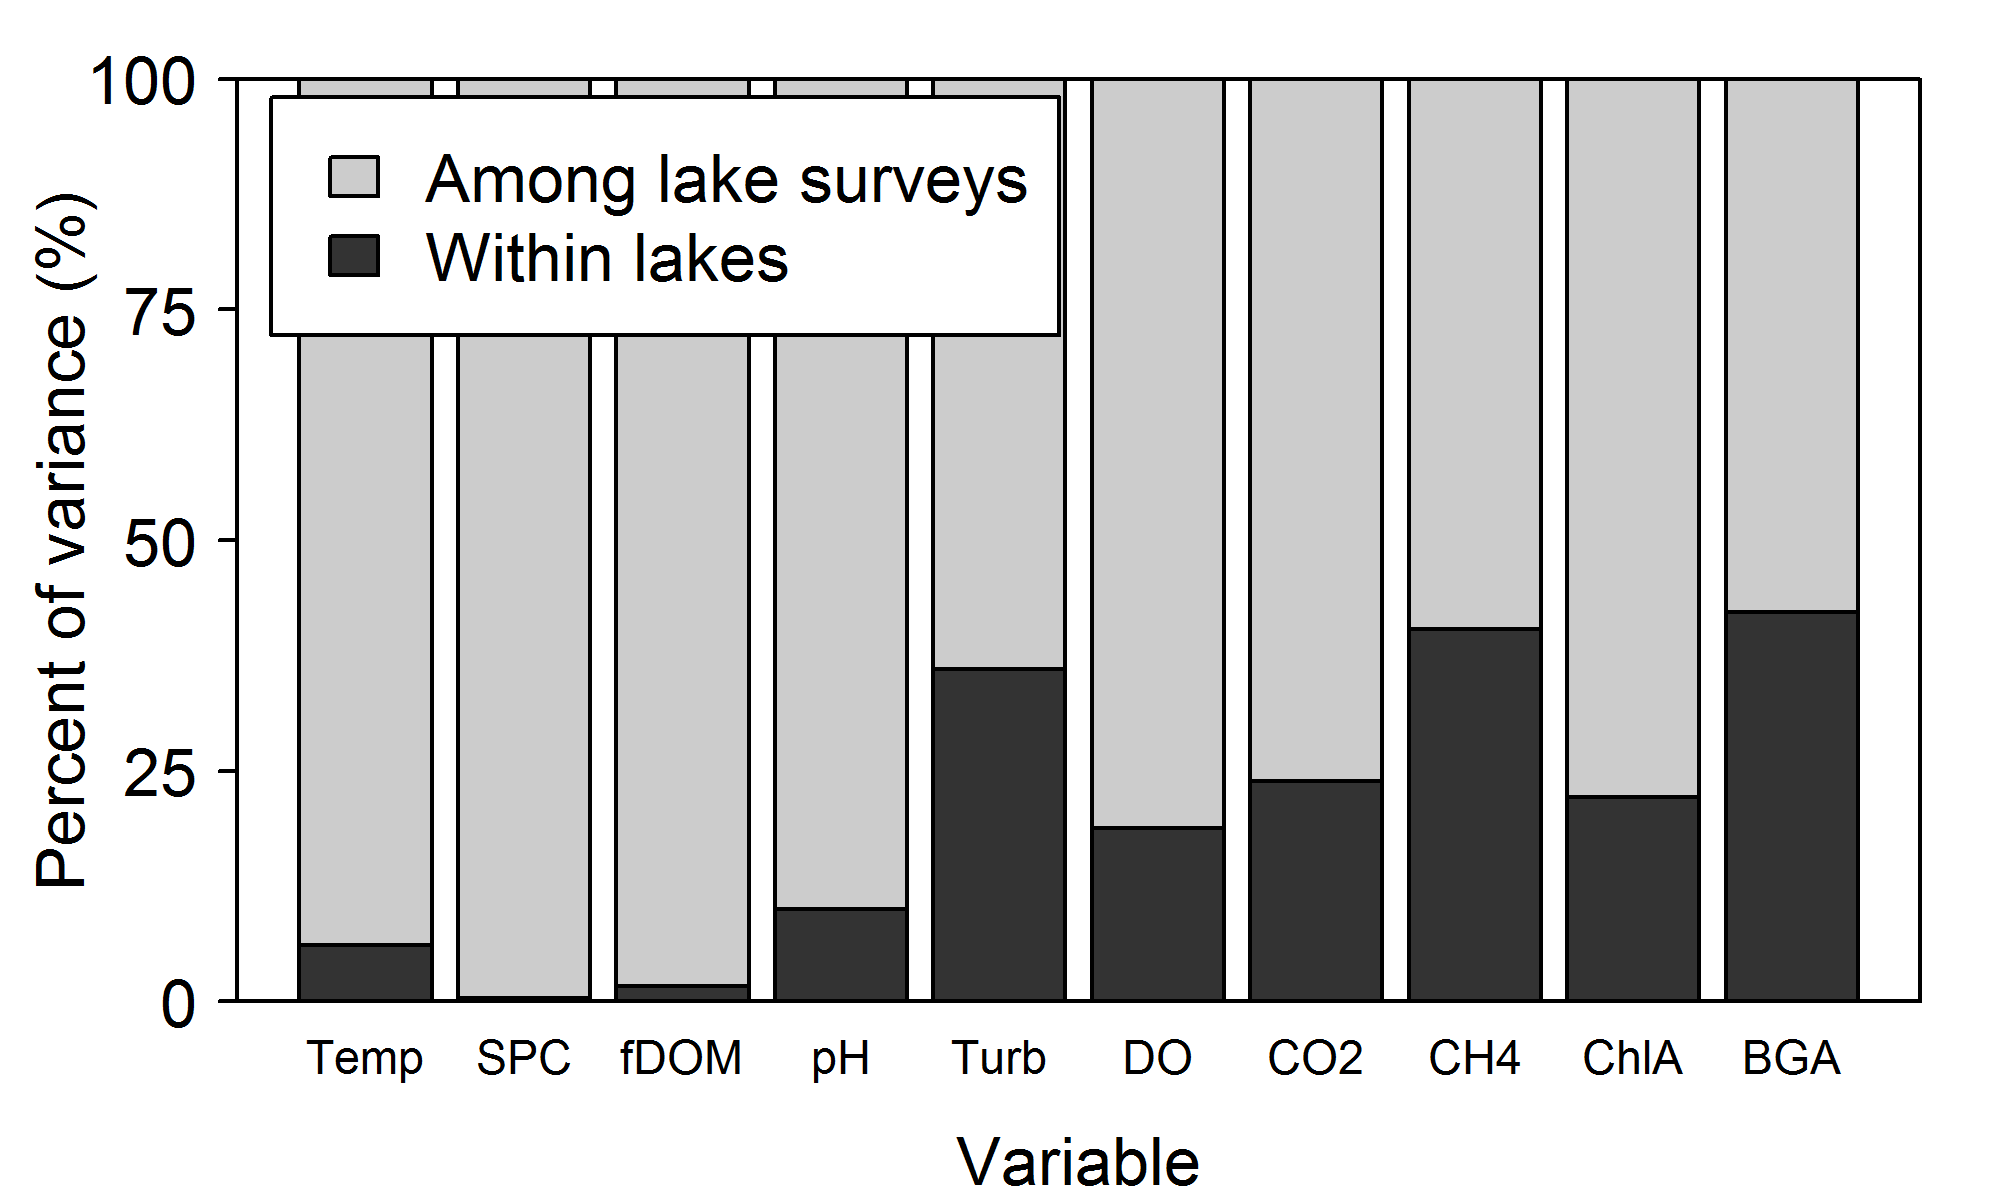 Percent of variance (%)
100
75
50
25
0
Among lake surveys
Within lakes
Temp SPC fDOM pH Turb DO CO2 CH4 ChlA BGA
Variable